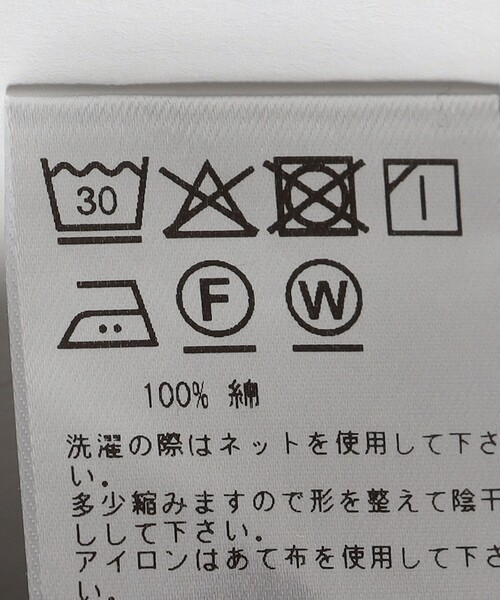 30
F W
100% 綿
洗濯の際はネットを使用して下さ
い。
多少縮みますので形を整えて陰干
しして下さい。
アイロンはあて布を使用して下さ
い。